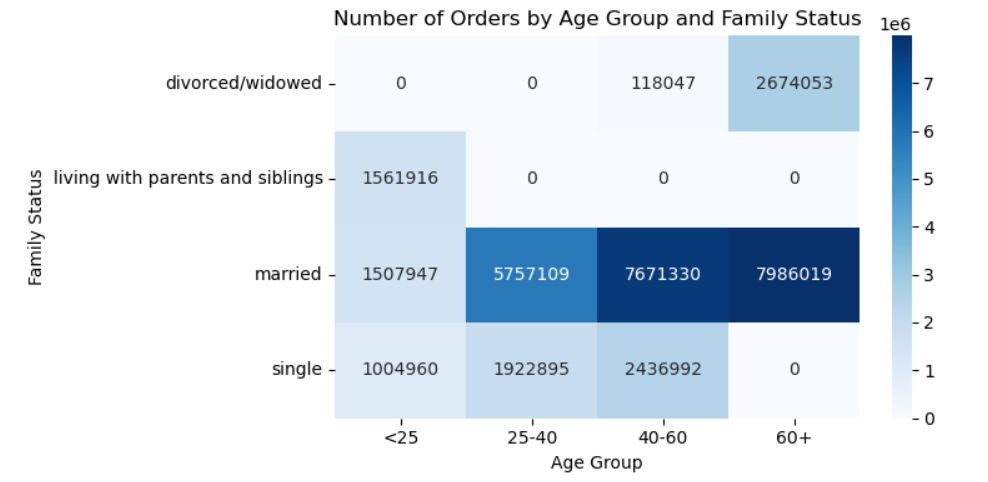 Number of Orders by Age Group and Family Status
1e6
divorced/widowed 0 0 118047 2674053
living with parents and siblings 1561916 0 0 0
married 1507947 5757109 7671330 7986019
single 1004960 1922895 2436992 0
<25 25-40 40-60 60+
Age Group
Family Status
7
6
5
4
3
2
1
0